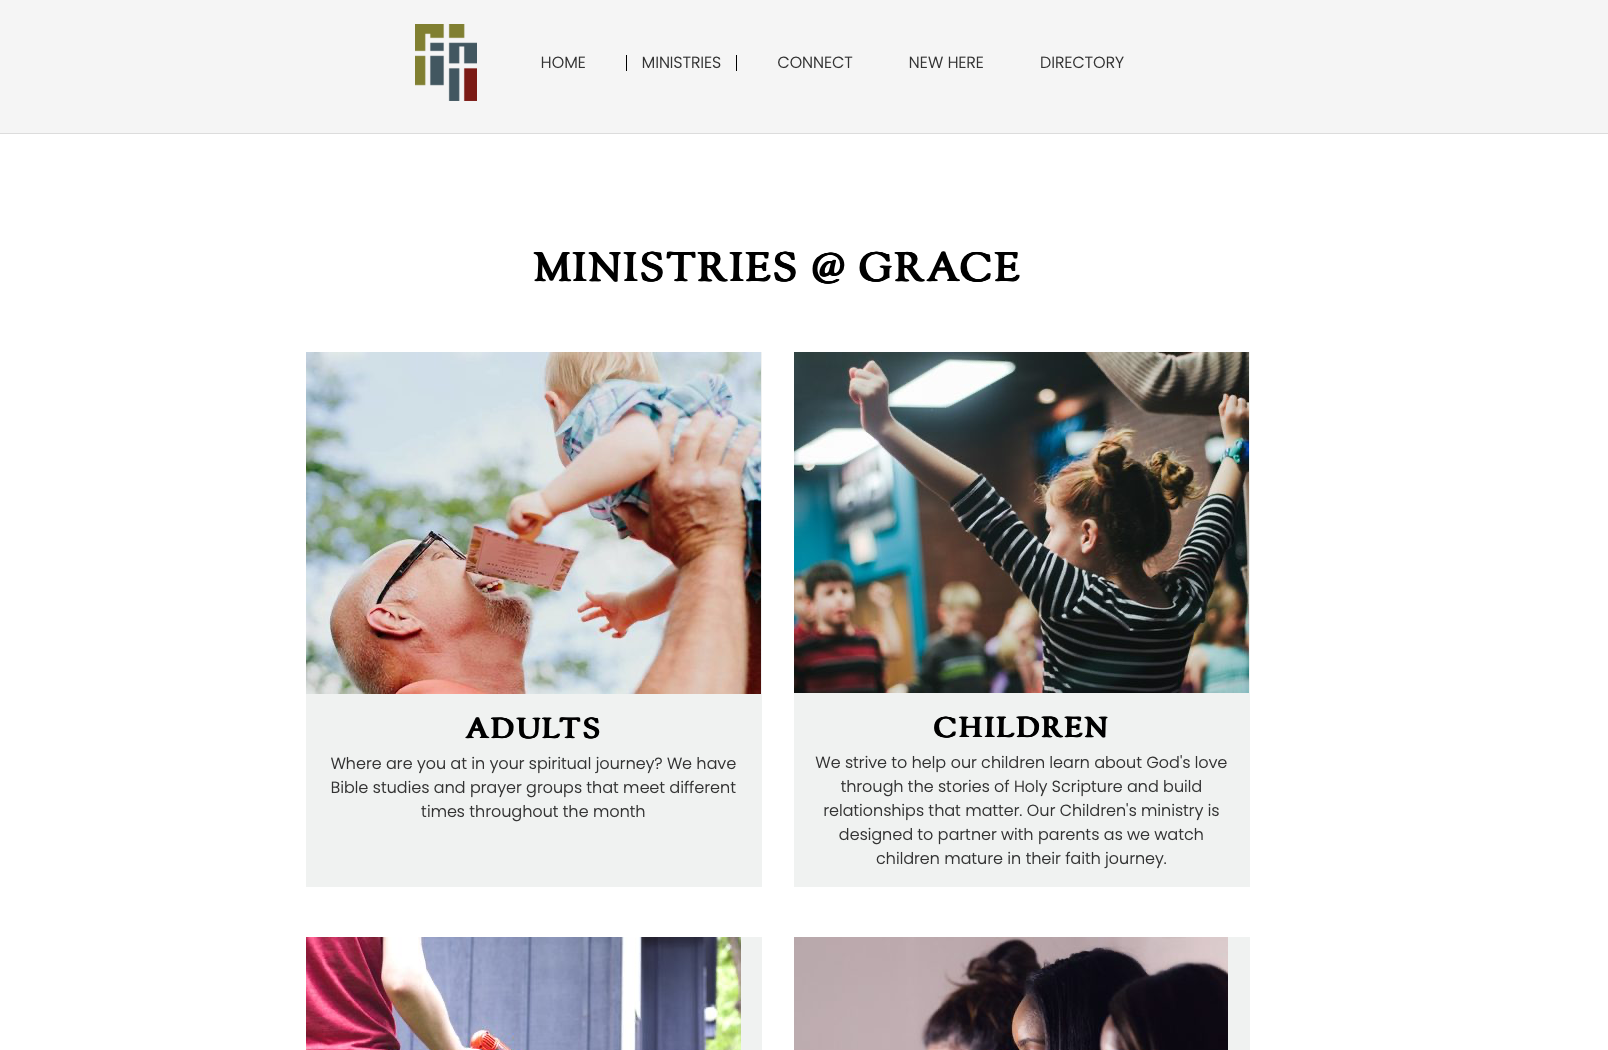 HOME
MINISTRIES
CONNECT
NEW HERE
DIRECTORY
MINISTRIES @ GRACE
ADULTS
Where are you at in your spiritual journey? We have
Bible studies and prayer groups that meet different
times throughout the month
CHILDREN
We strive to help our children learn about God's love
through the stories of Holy Scripture and build
relationships that matter. Our Children's ministry is
designed to partner with parents as we watch
children mature in their faith journey.